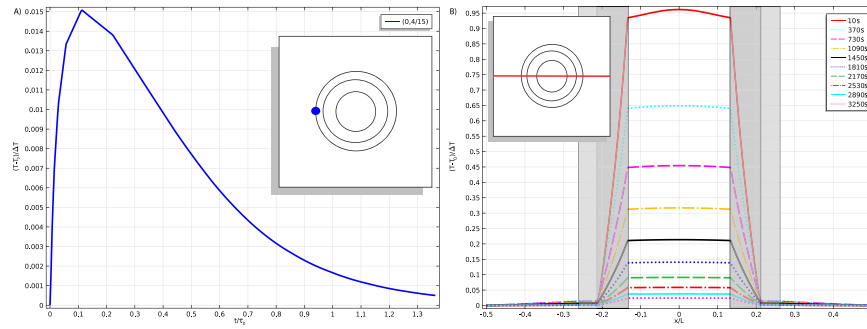 A)
(T-T₀)/ΔT
0.015
0.014
0.013
0.012
0.011
0.01
0.009
0.008
0.007
0.006
0.005
0.004
0.003
0.002
0.001
0
0 0.1 0.2 0.3 0.4 0.5 0.6 0.7 0.8 0.9 1 1.1 1.2 1.3
t/τ₀
(0,4/15)
B)
(T-T₀)/ΔT
0.95
0.9
0.85
0.8
0.75
0.7
0.65
0.6
0.55
0.5
0.45
0.4
0.35
0.3
0.25
0.2
0.15
0.1
0.05
0
-0.5 -0.4 -0.3 -0.2 -0.1 0 0.1 0.2 0.3 0.4
x/L
10s
370s
730s
1090s
1450s
1810s
2170s
2530s
2890s
3250s